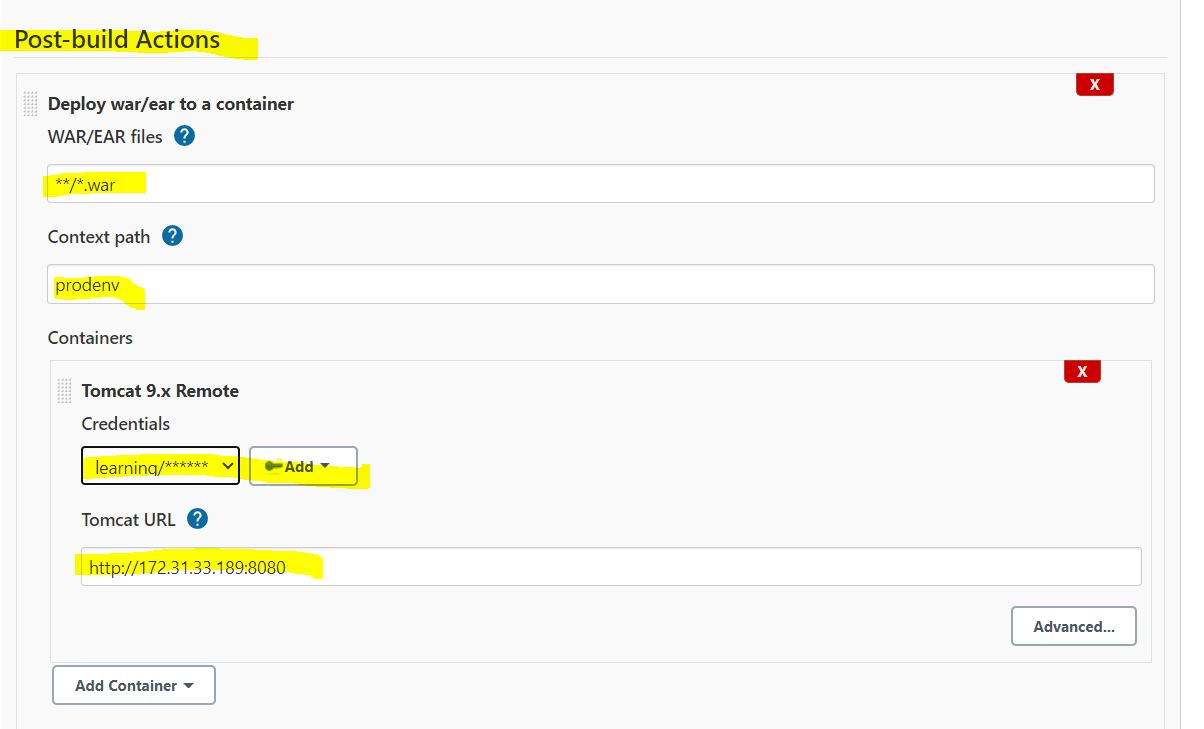 Post-build Actions
X
Deploy war/ear to a container
WAR/EAR files ?
**/*.war
Context path ?
prodenv
Containers
X
Tomcat 9.x Remote
Credentials
learning/****** Add
Tomcat URL ?
http://172.31.33.189:8080
Advanced...
Add Container